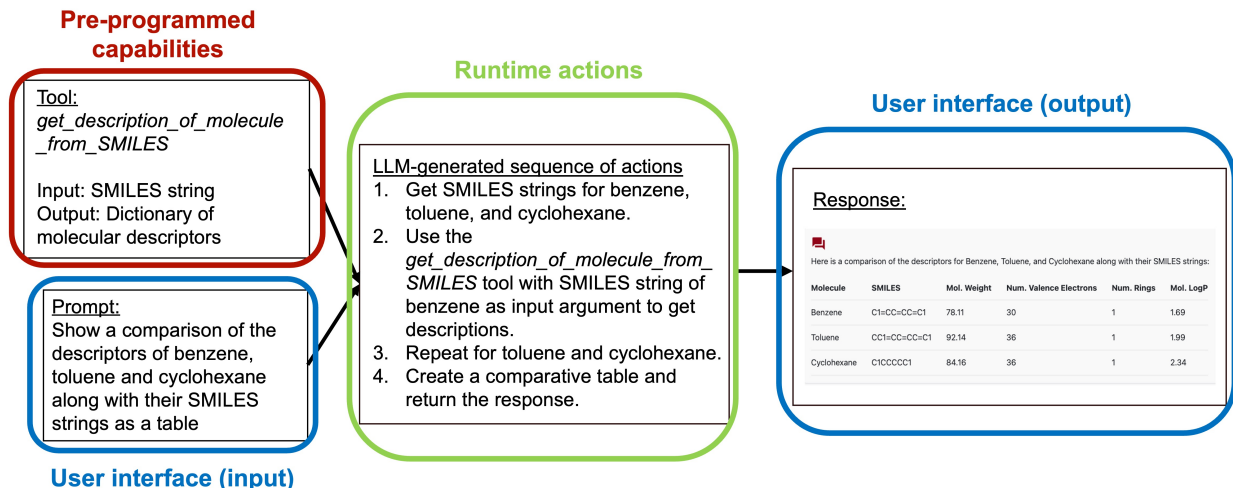 Pre-programmed
capabilities
Tool:
get_description_of_molecule
_from_SMILES
Input: SMILES string
Output: Dictionary of
molecular descriptors
Prompt:
Show a comparison of the
descriptors of benzene,
toluene and cyclohexane
along with their SMILES
strings as a table
User interface (input)
Runtime actions
LLM-generated sequence of actions
1. Get SMILES strings for benzene,
toluene, and cyclohexane.
2. Use the
get_description_of_molecule_from_
SMILES tool with SMILES string of
benzene as input argument to get
descriptions.
3. Repeat for toluene and cyclohexane.
4. Create a comparative table and
return the response.
User interface (output)
Response:
Here is a comparison of the descriptors for Benzene, Toluene, and Cyclohexane along with their SMILES strings:
Molecule SMILES Mol. Weight Num. Valence Electrons Num. Rings Mol. LogP
Benzene C1=CC=CC=C1 78.11 30 1 1.69
Toluene CC1=CC=CC=C1 92.14 36 1 1.99
Cyclohexane C1CCCCC1 84.16 36 1 2.34